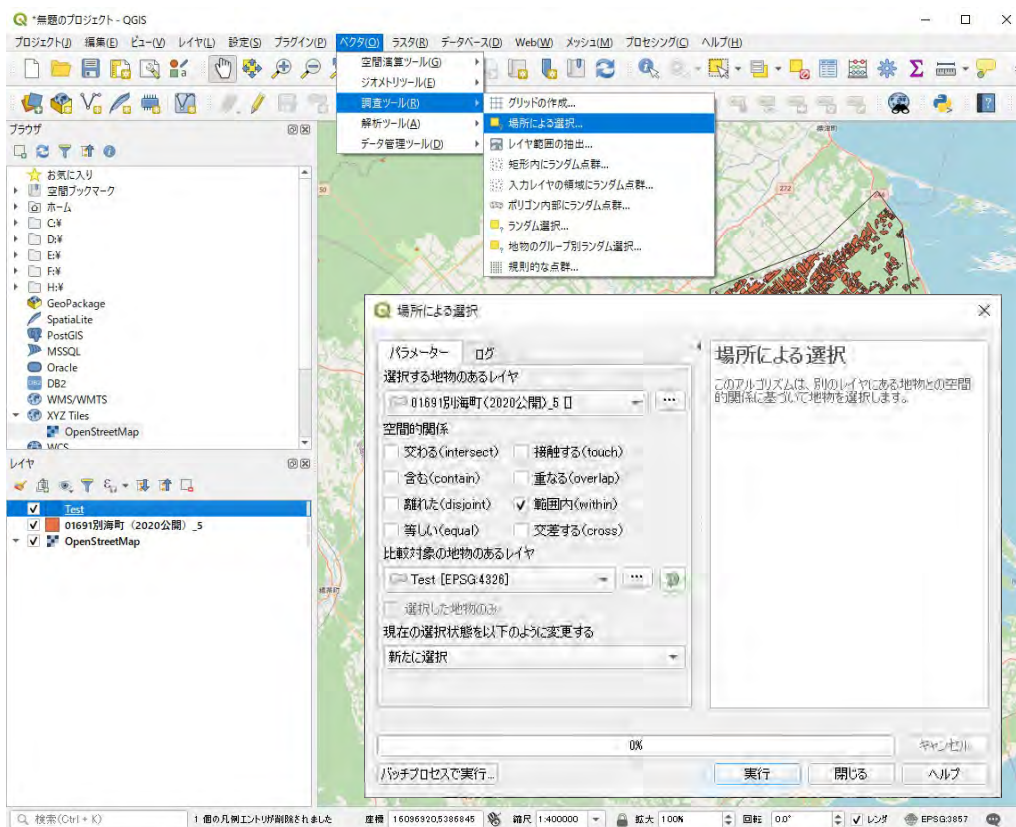 *無題のプロジェクト - QGIS
プロジェクト(J) 編集(E) ビュー(V) レイヤ(L) 設定(S) プラグイン(P) ベクタ(O) ラスタ(R) データベース(D) Web(W) メッシュ(M) プロセシング(C) ヘルプ(H)
空間演算ツール(G)
ジオメトリツール(E)
調査ツール(R)
解析ツール(A)
データ管理ツール(D)
グリッドの作成...
場所による選択...
レイヤ範囲の抽出...
矩形内にランダム点群...
入力レイヤの領域にランダム点群...
ポリゴン内部にランダム点群...
ランダム選択...
地物のグループ別ランダム選択...
規則的な点群...
ブラウザ
お気に入り
空間ブックマーク
ホーム
C:¥
D:¥
E:¥
F:¥
H:¥
GeoPackage
SpatiaLite
PostGIS
MSSQL
Oracle
DB2
WMS/WMTS
XYZ Tiles
OpenStreetMap
WCS
レイヤ
Test
01691別海町（2020公開）_5
OpenStreetMap
272
50
場所による選択
パラメーター ログ
選択する地物のあるレイヤ
01691別海町（2020公開）_5 []
空間的関係
交わる(intersect) 接触する(touch)
含む(contain) 重なる(overlap)
離れた(disjoint) 範囲内(within)
等しい(equal) 交差する(cross)
比較対象の地物のあるレイヤ
Test [EPSG:4326]
選択した地物のみ
現在の選択状態を以下のように変更する
新たに選択
場所による選択
このアルゴリズムは、別のレイヤにある地物との空間
的関係に基づいて地物を選択します。
0%
キャンセル
バッチプロセスで実行...
実行 閉じる ヘルプ
検索(Ctrl + K) 1 個の凡例エントリが削除されました 座標 16096920,5386845 縮尺 1:400000 拡大 100% 回転 0.0° レンダ EPSG:3857